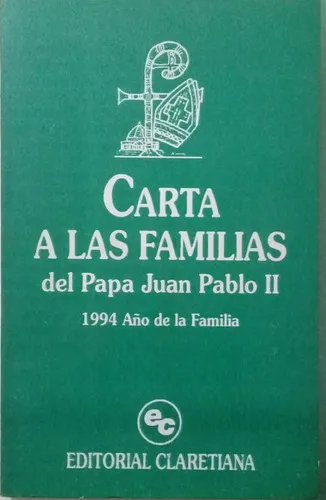 CARTA
A LAS FAMILIAS
del Papa Juan Pablo II
1994 Año de la Familia
ec
EDITORIAL CLARETIANA